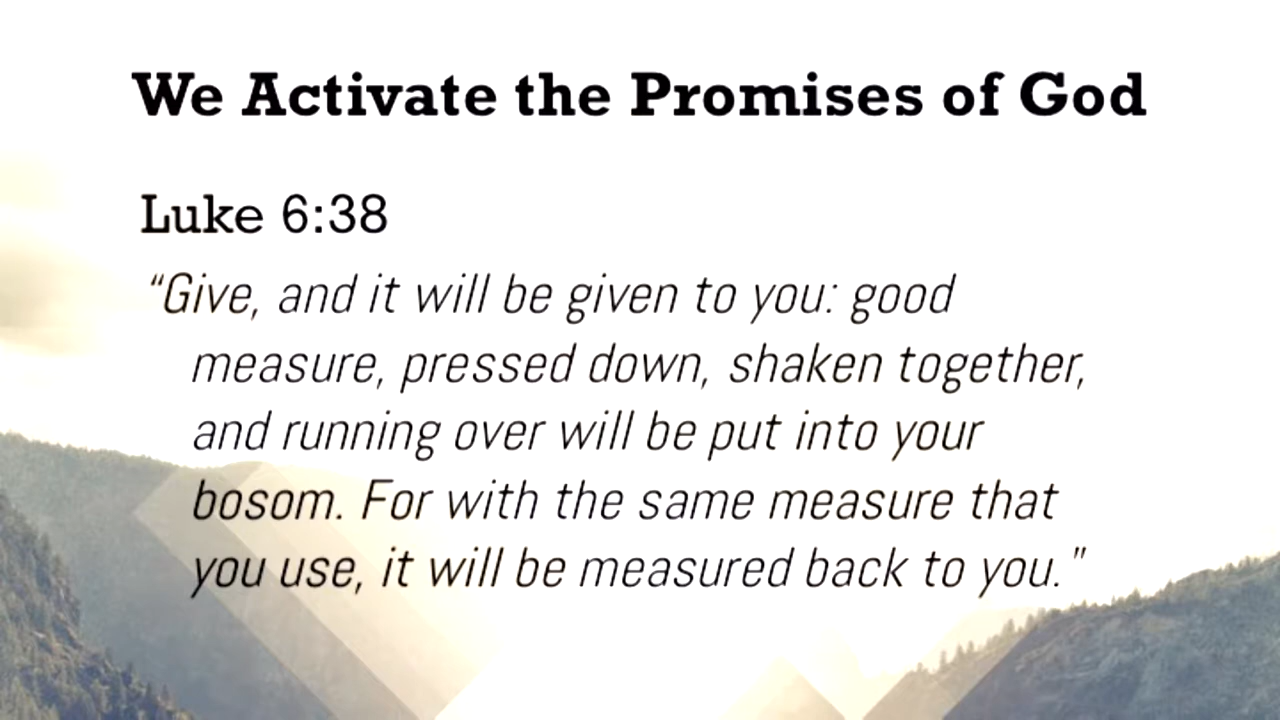 We Activate the Promises of God
Luke 6:38
“Give, and it will be given to you: good
measure, pressed down, shaken together,
and running over will be put into your
bosom. For with the same measure that
you use, it will be measured back to you.”